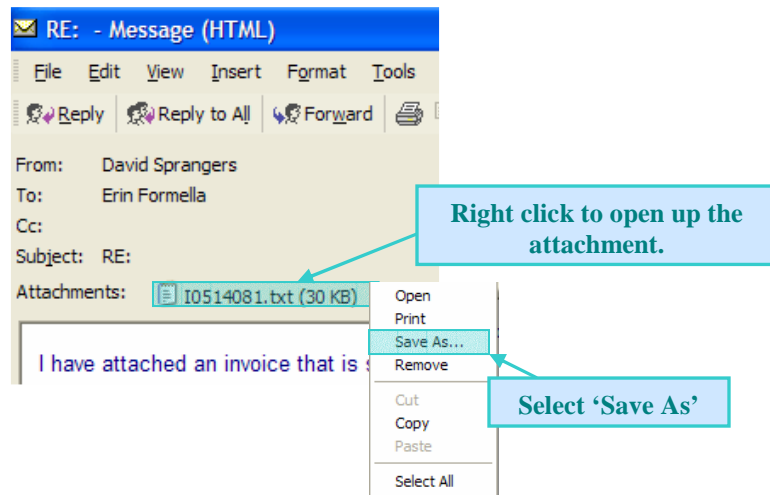 RE: - Message (HTML)
File Edit View Insert Format Tools
Reply Reply to All Forward
From: David Sprangers
To: Erin Formella
Cc:
Subject: RE:
Attachments: I0514081.txt (30 KB)
Right click to open up the
attachment.
Open
Print
Save As...
Remove
Cut
Copy
Paste
Select All
I have attached an invoice that is
Select ‘Save As’